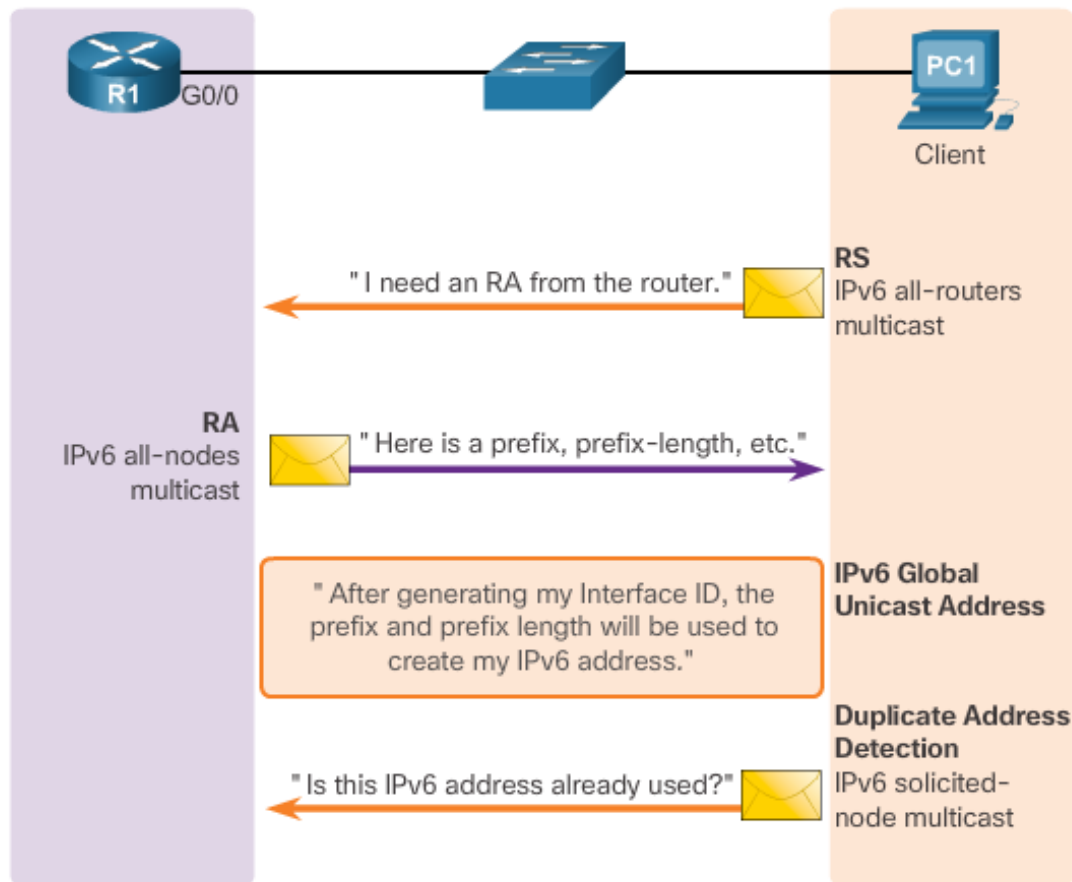 R1
G0/0
PC1
Client
" I need an RA from the router."
RS
IPv6 all-routers
multicast
RA
IPv6 all-nodes
multicast
" Here is a prefix, prefix-length, etc."
" After generating my Interface ID, the
prefix and prefix length will be used to
create my IPv6 address."
IPv6 Global
Unicast Address
Duplicate Address
Detection
IPv6 solicited-
node multicast
" Is this IPv6 address already used?"